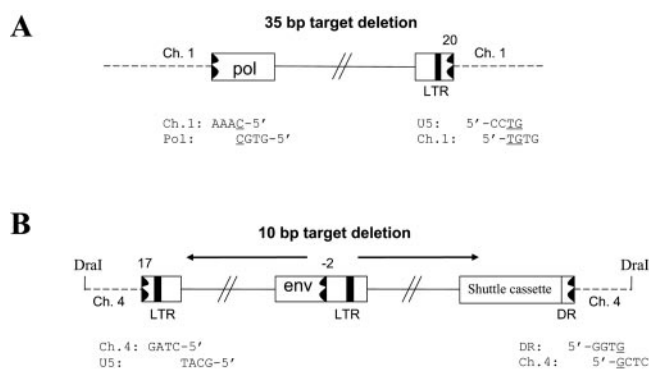 A
35 bp target deletion
20
Ch. 1
pol
Ch. 1
LTR
Ch.1: AAAC-5'
Pol: CGTG-5'
U5: 5'-CCTG
Ch.1: 5'-TGTG
B
10 bp target deletion
DraI
17
-2
DraI
env
Shuttle cassette
Ch. 4
LTR
LTR
DR
Ch. 4
Ch.4: GATC-5'
U5: TACG-5'
DR: 5'-GGTG
Ch.4: 5'-GCTC